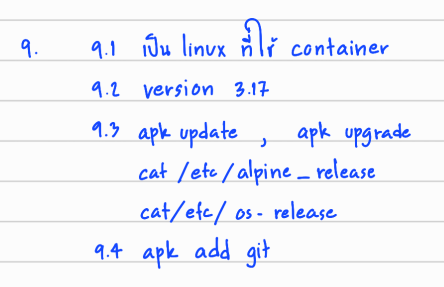 9. 9.1 เป็น linux ที่ใช้ container
9.2 version 3.17
9.3 apk update , apk upgrade
cat /etc/alpine_release
cat/etc/ os-release
9.4 apk add git